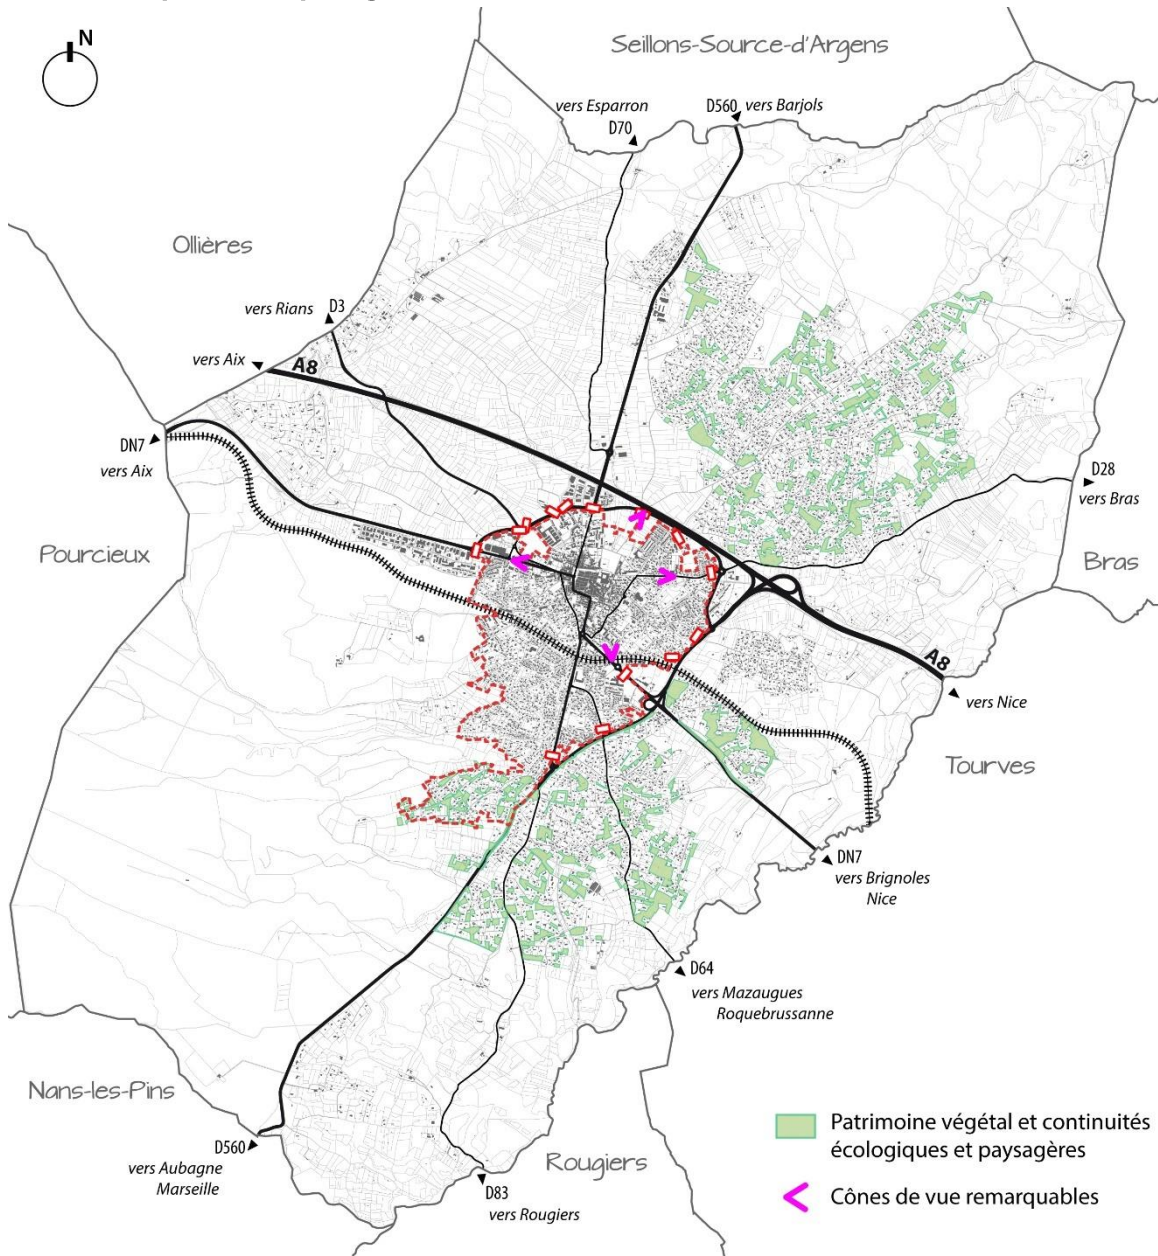 N
Seillons-Source-d'Argens
vers Esparron
D70
D560 vers Barjols
Ollières
vers Rians
D3
vers Aix
A8
DN7
vers Aix
D28
vers Bras
Pourcieux
Bras
A8
vers Nice
Tourves
DN7
vers Brignoles
Nice
D64
vers Mazaugues
Roquebrussanne
Nans-les-Pins
D560
vers Aubagne
Marseille
Rougiers
D83
vers Rougiers
Patrimoine végétal et continuités
écologiques et paysagères
Cônes de vue remarquables